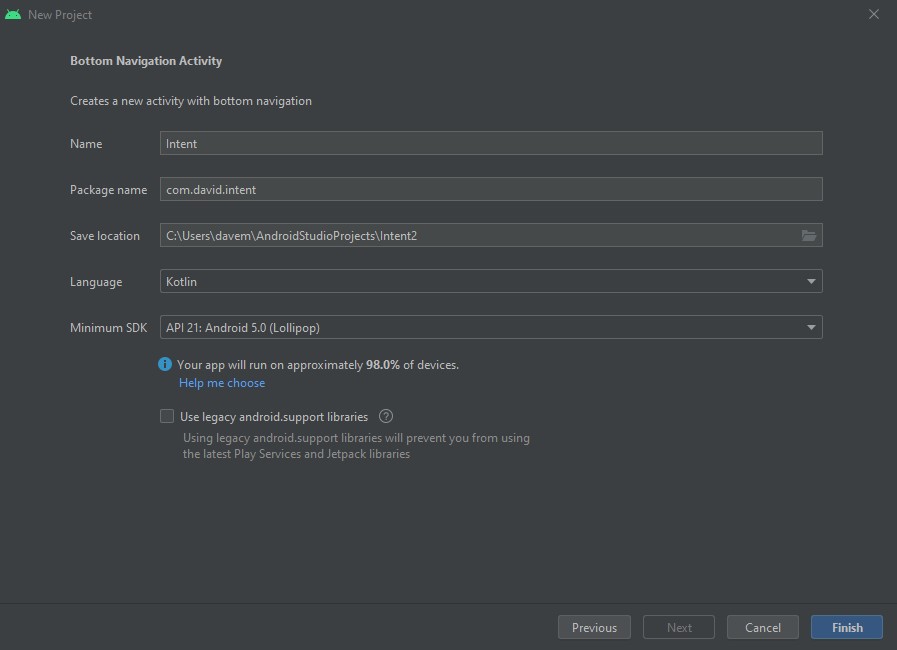 New Project
Bottom Navigation Activity
Creates a new activity with bottom navigation
Name Intent
Package name com.david.intent
Save location C:\Users\davem\AndroidStudioProjects\Intent2
Language Kotlin
Minimum SDK API 21: Android 5.0 (Lollipop)
i Your app will run on approximately 98.0% of devices.
Help me choose
Use legacy android.support libraries ?
Using legacy android.support libraries will prevent you from using
the latest Play Services and Jetpack libraries
Previous Next Cancel Finish